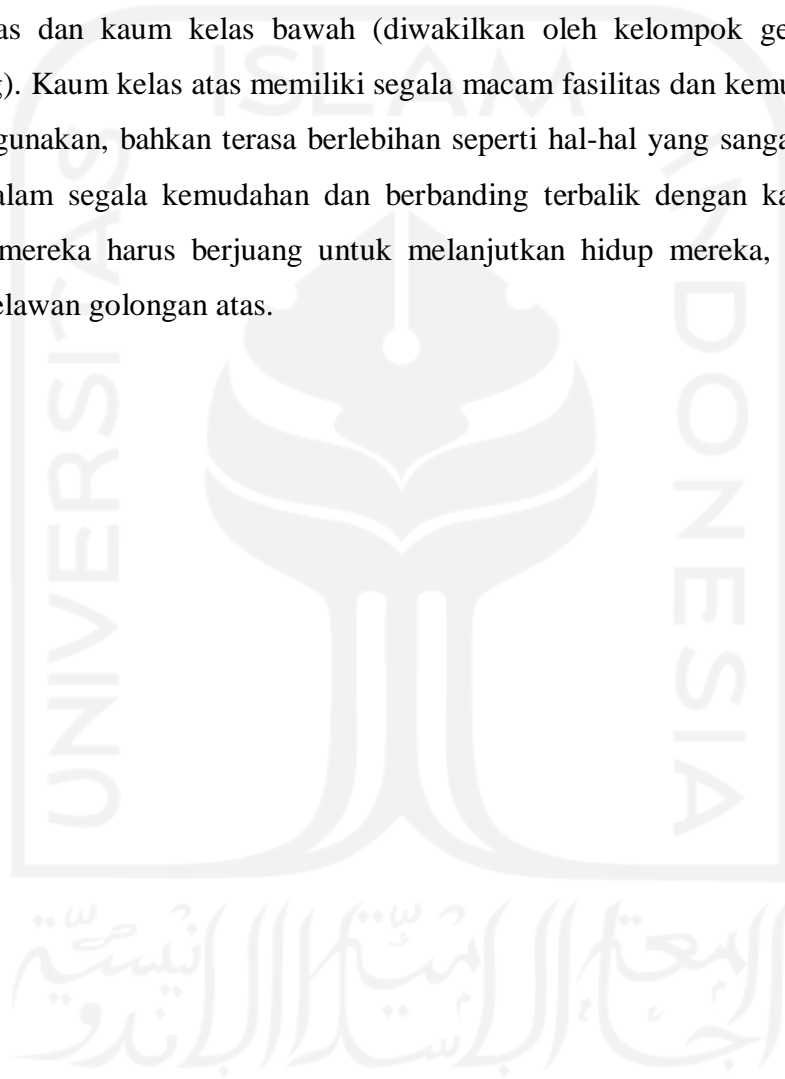 as dan kaum kelas bawah (diwakilkan oleh kelompok ge
g). Kaum kelas atas memiliki segala macam fasilitas dan kemu
gunakan, bahkan terasa berlebihan seperti hal-hal yang sanga
alam segala kemudahan dan berbanding terbalik dengan ka
mereka harus berjuang untuk melanjutkan hidup mereka,
elawan golongan atas.
ISLAM
UNIVERSITAS
INDONESIA